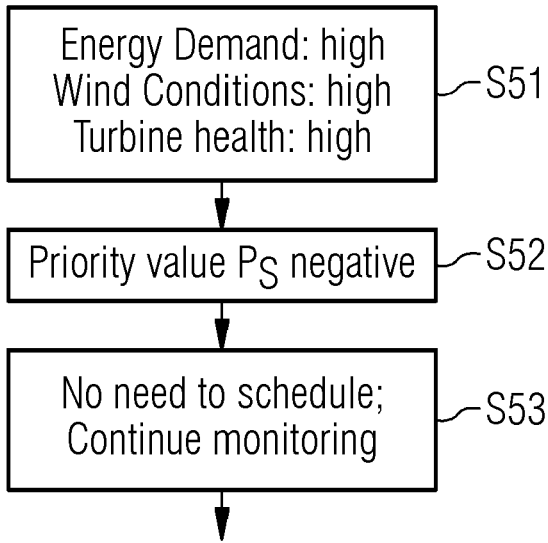 Energy Demand: high
Wind Conditions: high
Turbine health: high
S51
Priority value PS negative
S52
No need to schedule;
Continue monitoring
S53